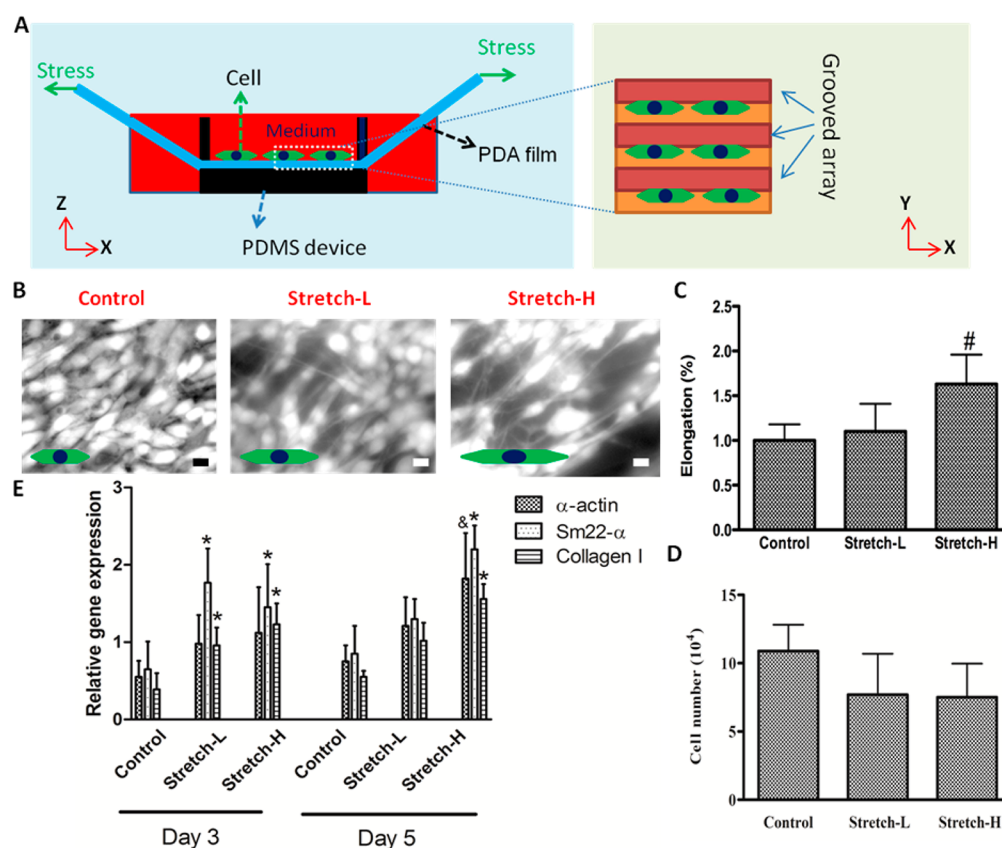 A
Stress
Stress
Cell
Medium
PDA film
PDMS device
Z
X
Grooved array
Y
X
B
Control
Stretch-L
Stretch-H
C
Elongation (%)
2.5
2.0
1.5
1.0
0.5
0.0
#
Control
Stretch-L
Stretch-H
D
Cell number (10⁴)
15
10
5
0
Control
Stretch-L
Stretch-H
E
Relative gene expression
3
2
1
0
*
*
*
*
&
*
*
α-actin
Sm22-α
Collagen I
Control
Stretch-L
Stretch-H
Control
Stretch-L
Stretch-H
Day 3
Day 5